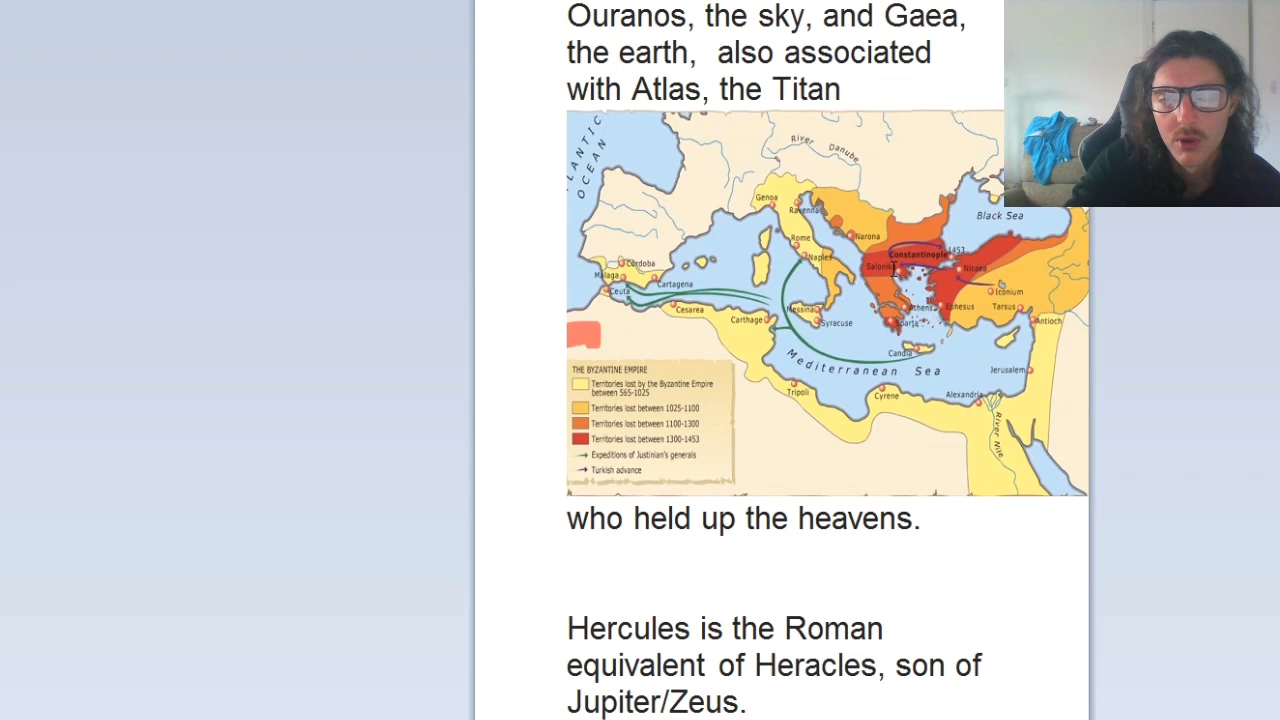 Ouranos, the sky, and Gaea,
the earth, also associated
with Atlas, the Titan
LANTIC
OCEAN
River Danube
Black Sea
Genoa
Ravenna
Narona
Rome
Naples
Constantinople
1453
Salonik
Nicaea
Iconium
Córdoba
Málaga
Ceuta
Cartagena
Cesarea
Carthage
Messina
Syracuse
Athens
Ephesus
Tarsus
Sparta
Antioch
Candia
Mediterranean Sea
Jerusalem
Tripoli
Cyrene
Alexandria
River Nile
THE BYZANTINE EMPIRE
Territories lost by the Byzantine Empire
between 565-1025
Territories lost between 1025-1100
Territories lost between 1100-1300
Territories lost between 1300-1453
Expeditions of Justinian's generals
Turkish advance
who held up the heavens.
Hercules is the Roman
equivalent of Heracles, son of
Jupiter/Zeus.